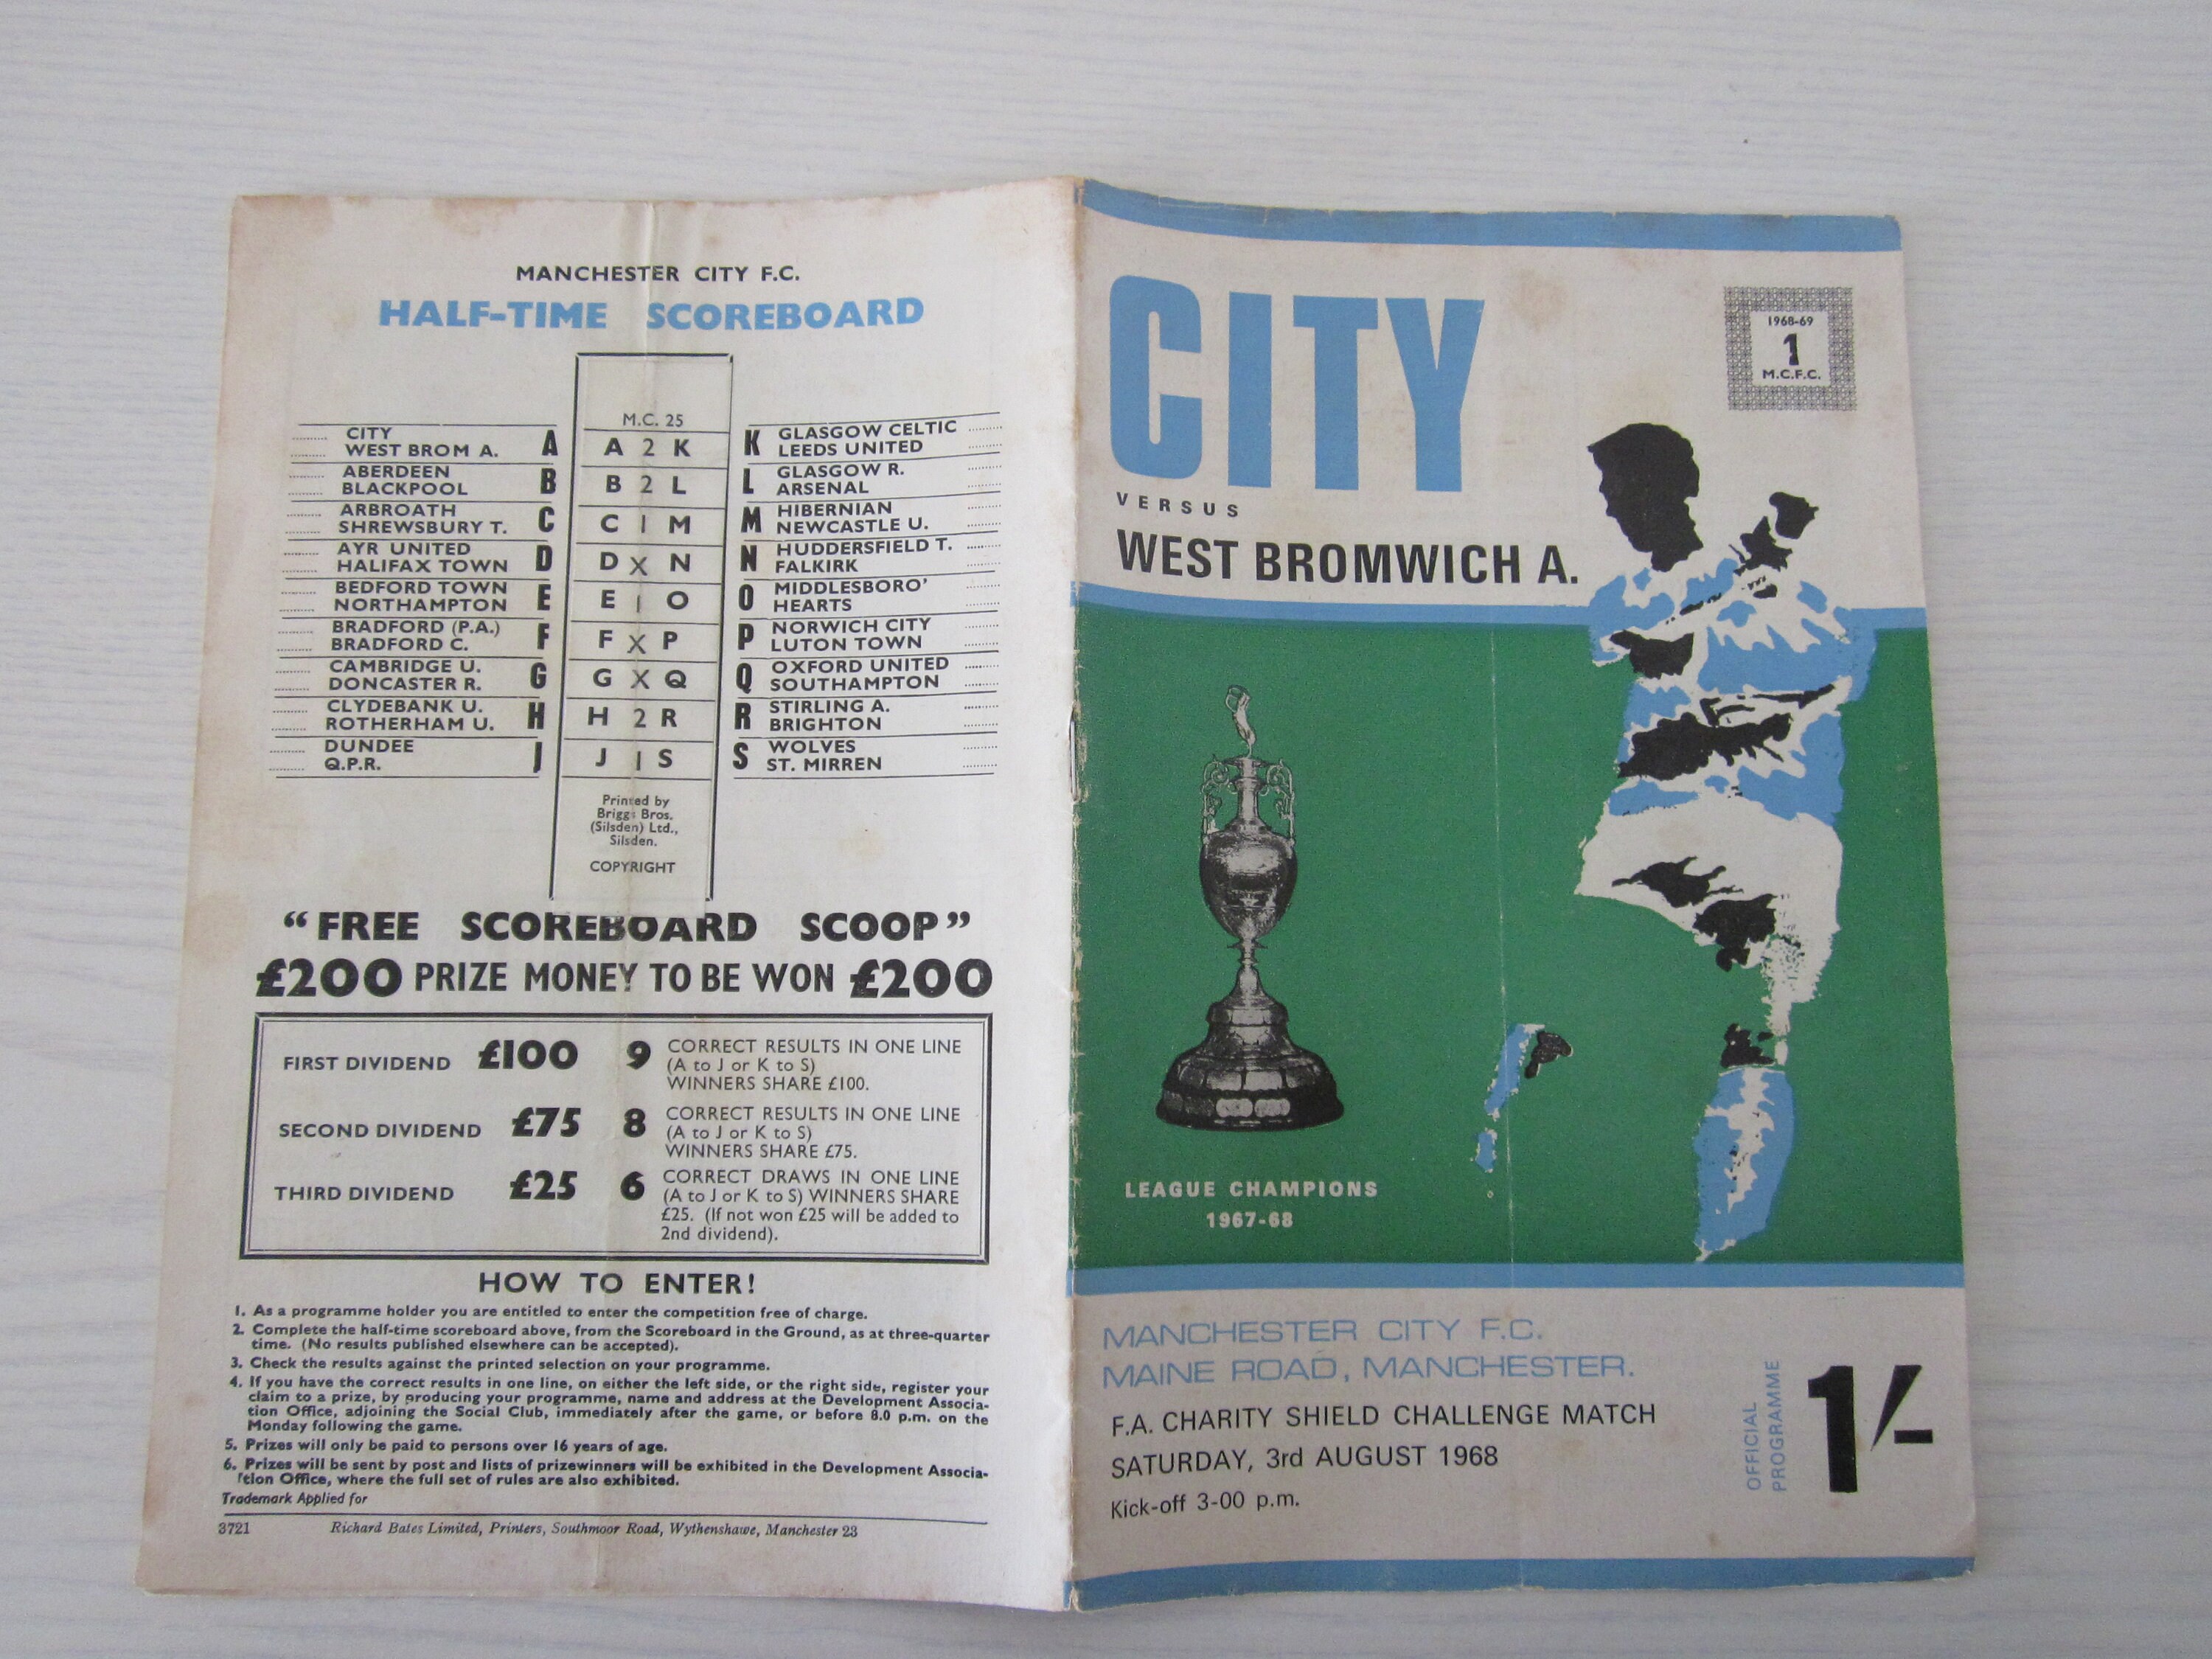 MANCHESTER CITY F.C.
HALF-TIME SCOREBOARD
M.C. 25
CITY
WEST BROM A.
A
A 2 K
K
GLASGOW CELTIC
LEEDS UNITED
ABERDEEN
BLACKPOOL
B
B 2 L
L
GLASGOW R.
ARSENAL
ARBROATH
SHREWSBURY T.
C
C 1 M
M
HIBERNIAN
NEWCASTLE U.
AYR UNITED
HALIFAX TOWN
D
D X N
N
HUDDERSFIELD T.
FALKIRK
BEDFORD TOWN
NORTHAMPTON
E
E 1 O
O
MIDDLESBORO'
HEARTS
BRADFORD (P.A.)
BRADFORD C.
F
F X P
P
NORWICH CITY
LUTON TOWN
CAMBRIDGE U.
DONCASTER R.
G
G X Q
Q
OXFORD UNITED
SOUTHAMPTON
CLYDEBANK U.
ROTHERHAM U.
H
H 2 R
R
STIRLING A.
BRIGHTON
DUNDEE
Q.P.R.
J
J 1 S
S
WOLVES
ST. MIRREN
Printed by
Briggs Bros.
(Silsden) Ltd.,
Silsden.
COPYRIGHT
"FREE SCOREBOARD SCOOP"
£200 PRIZE MONEY TO BE WON £200
FIRST DIVIDEND £100 9 CORRECT RESULTS IN ONE LINE
(A to J or K to S)
WINNERS SHARE £100.
SECOND DIVIDEND £75 8 CORRECT RESULTS IN ONE LINE
(A to J or K to S)
WINNERS SHARE £75.
THIRD DIVIDEND £25 6 CORRECT DRAWS IN ONE LINE
(A to J or K to S) WINNERS SHARE
£25. (If not won £25 will be added to
2nd dividend).
HOW TO ENTER!
1. As a programme holder you are entitled to enter the competition free of charge.
2. Complete the half-time scoreboard above, from the Scoreboard in the Ground, as at three-quarter
time. (No results published elsewhere can be accepted).
3. Check the results against the printed selection on your programme.
4. If you have the correct results in one line, on either the left side, or the right side, register your
claim to a prize, by producing your programme, name and address at the Development Associa-
tion Office, adjoining the Social Club, immediately after the game, or before 8.0 p.m. on the
Monday following the game.
5. Prizes will only be paid to persons over 16 years of age.
6. Prizes will be sent by post and lists of prizewinners will be exhibited in the Development Associa-
tion Office, where the full set of rules are also exhibited.
Trademark Applied for
3721 Richard Bates Limited, Printers, Southmoor Road, Wythenshawe, Manchester 23
CITY
1968-69
1
M.C.F.C.
VERSUS
WEST BROMWICH A.
LEAGUE CHAMPIONS
1967-68
MANCHESTER CITY F.C.
MAINE ROAD, MANCHESTER.
F.A. CHARITY SHIELD CHALLENGE MATCH
SATURDAY, 3rd AUGUST 1968
Kick-off 3-00 p.m.
OFFICIAL
PROGRAMME
1/-